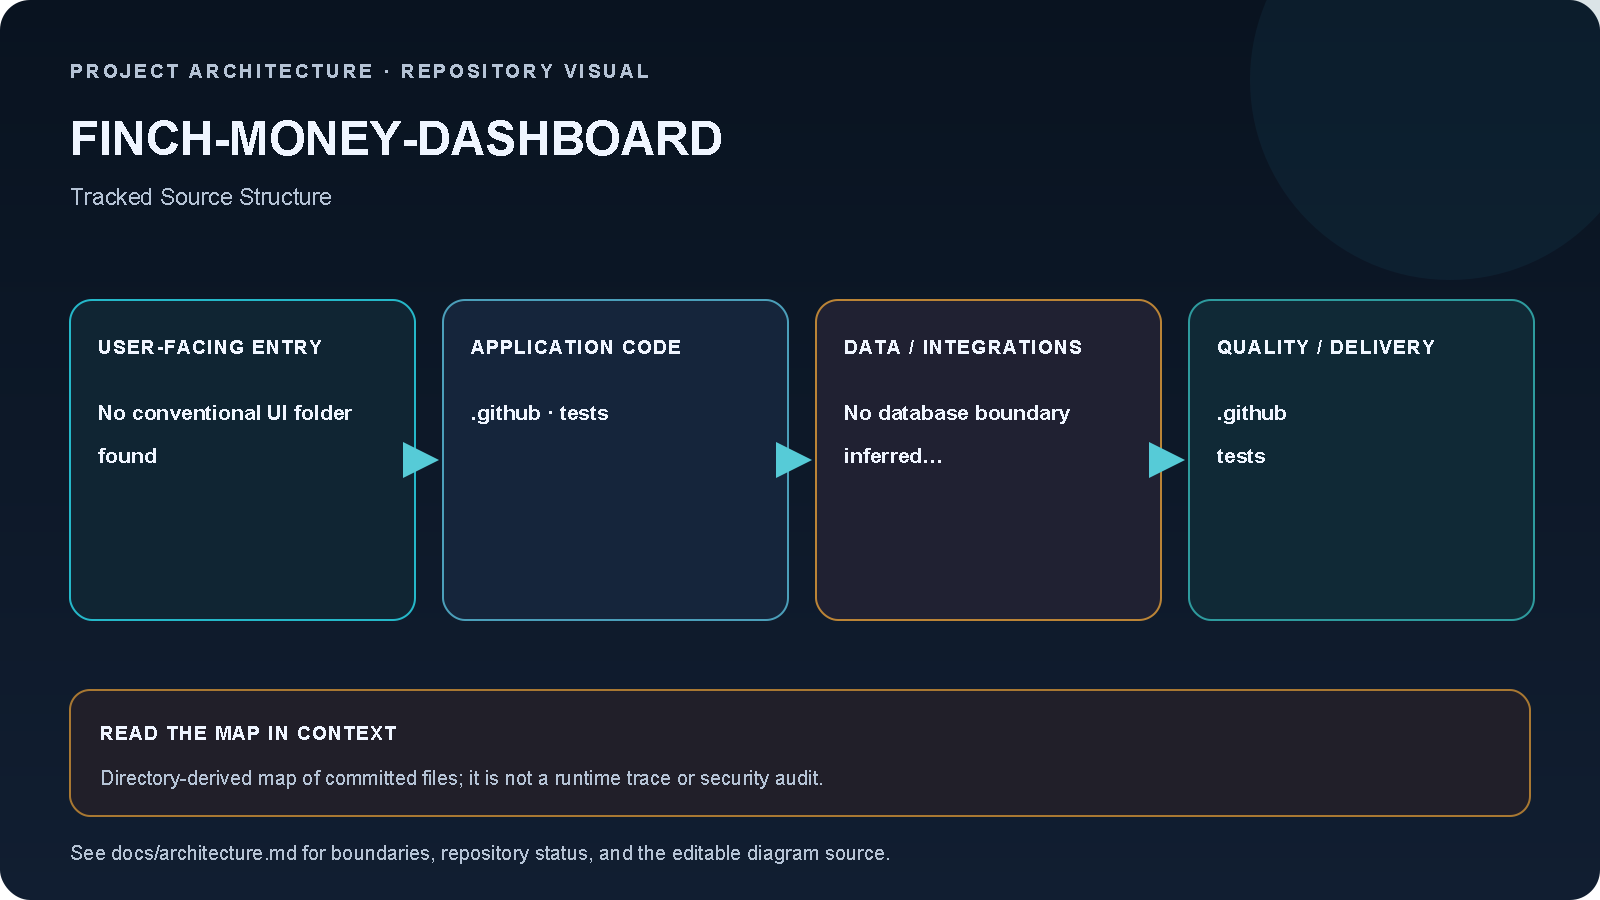 PROJECT ARCHITECTURE · REPOSITORY VISUAL
FINCH-MONEY-DASHBOARD
Tracked Source Structure
USER-FACING ENTRY
No conventional UI folder
found
APPLICATION CODE
.github · tests
DATA / INTEGRATIONS
No database boundary
inferred…
QUALITY / DELIVERY
.github
tests
READ THE MAP IN CONTEXT
Directory-derived map of committed files; it is not a runtime trace or security audit.
See docs/architecture.md for boundaries, repository status, and the editable diagram source.